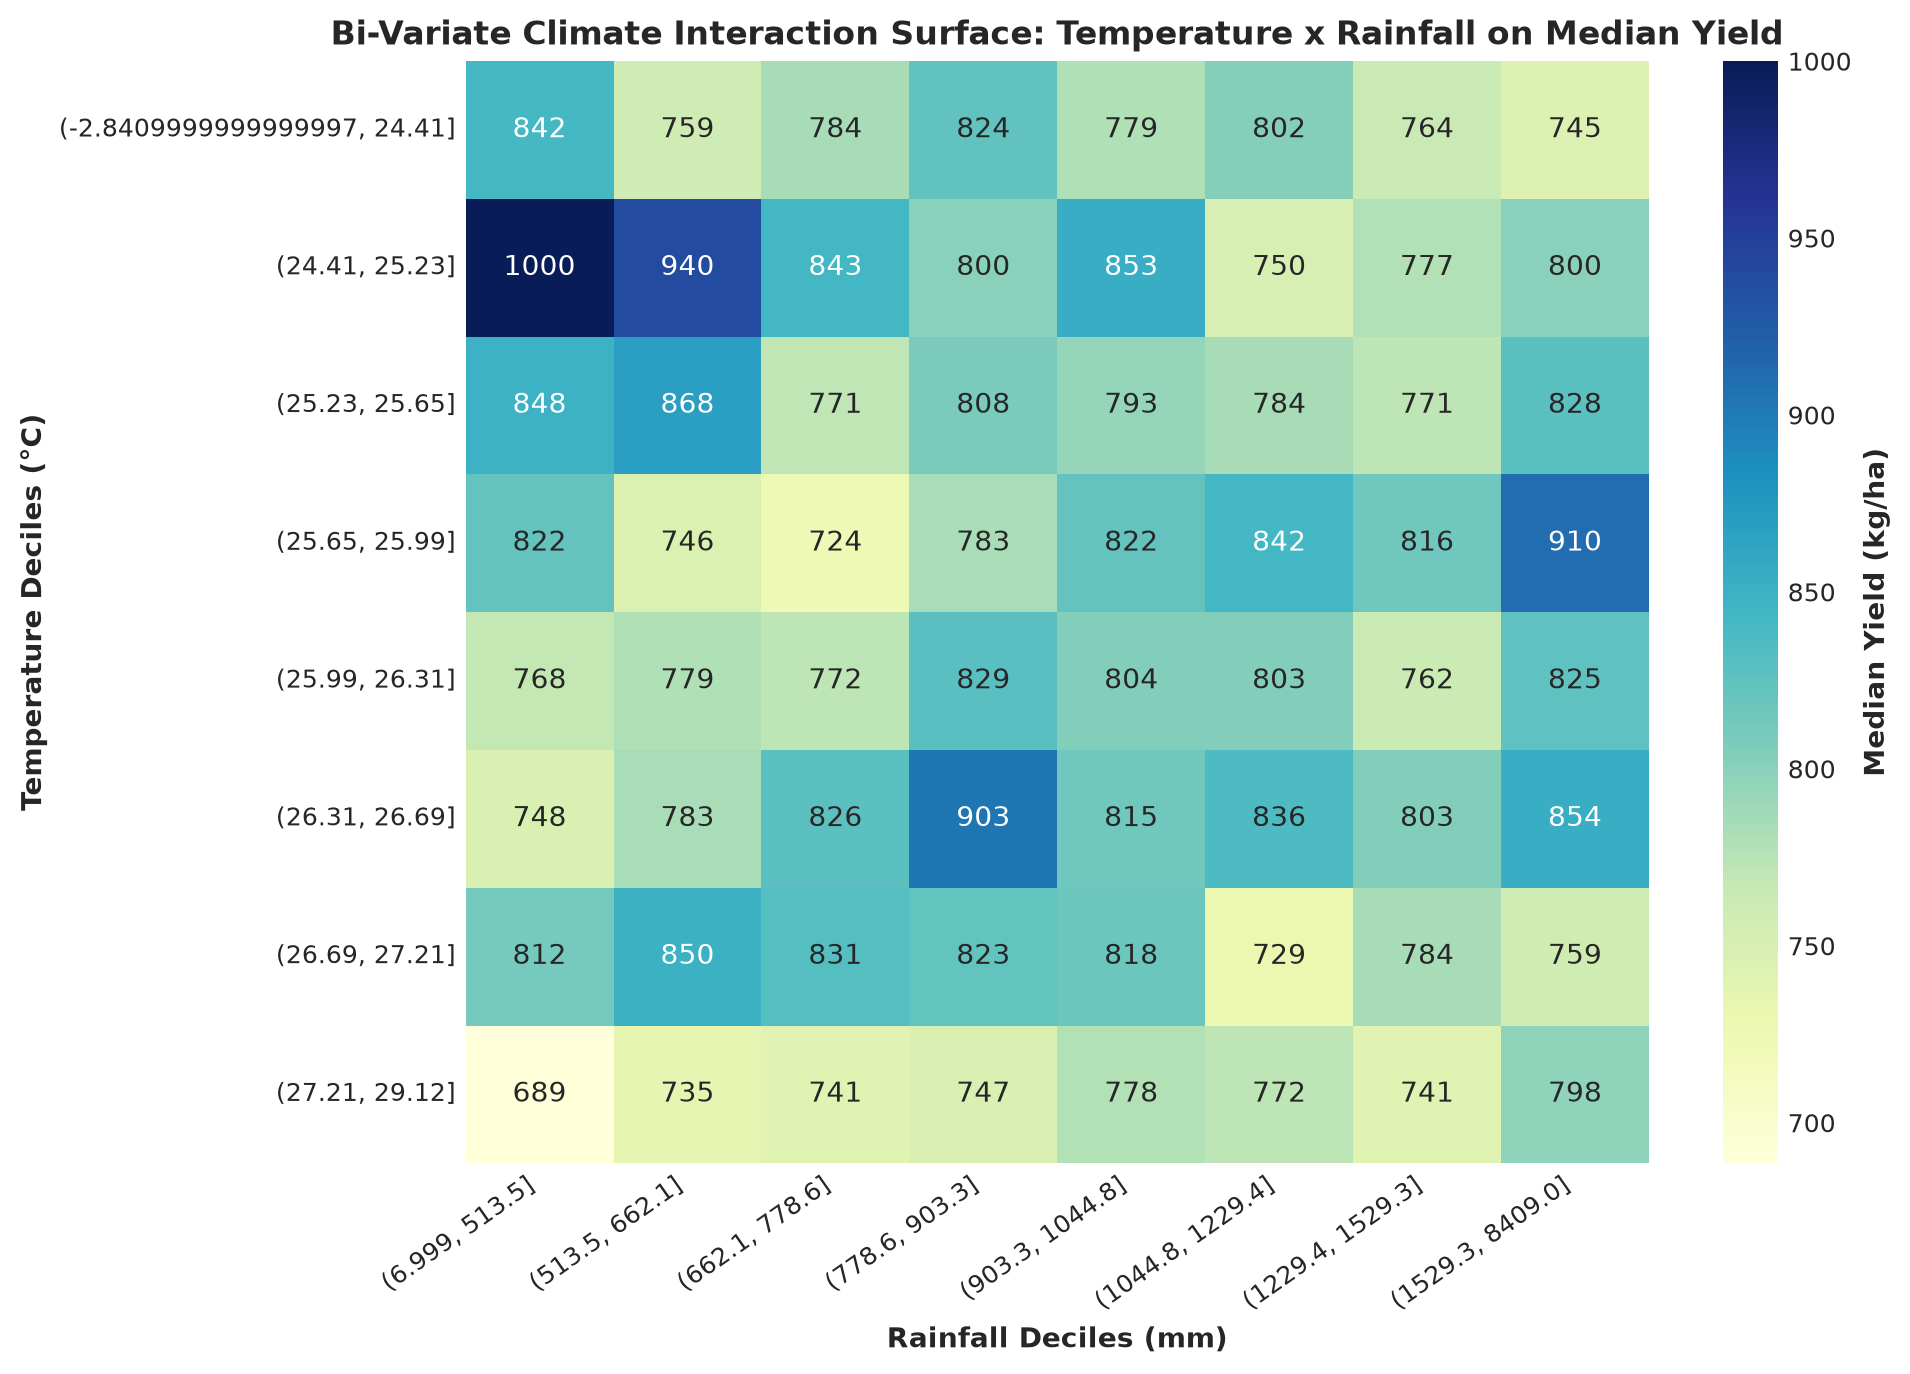 Bi-Variate Climate Interaction Surface: Temperature x Rainfall on Median Yield
Temperature Deciles (°C)
(-2.8409999999999997, 24.41] 842 759 784 824 779 802 764 745
(24.41, 25.23] 1000 940 843 800 853 750 777 800
(25.23, 25.65] 848 868 771 808 793 784 771 828
(25.65, 25.99] 822 746 724 783 822 842 816 910
(25.99, 26.31] 768 779 772 829 804 803 762 825
(26.31, 26.69] 748 783 826 903 815 836 803 854
(26.69, 27.21] 812 850 831 823 818 729 784 759
(27.21, 29.12] 689 735 741 747 778 772 741 798
(6.999, 513.5]
(513.5, 662.1]
(662.1, 778.6]
(778.6, 903.3]
(903.3, 1044.8]
(1044.8, 1229.4]
(1229.4, 1529.3]
(1529.3, 8409.0]
Rainfall Deciles (mm)
1000
950
900
850
800
750
700
Median Yield (kg/ha)